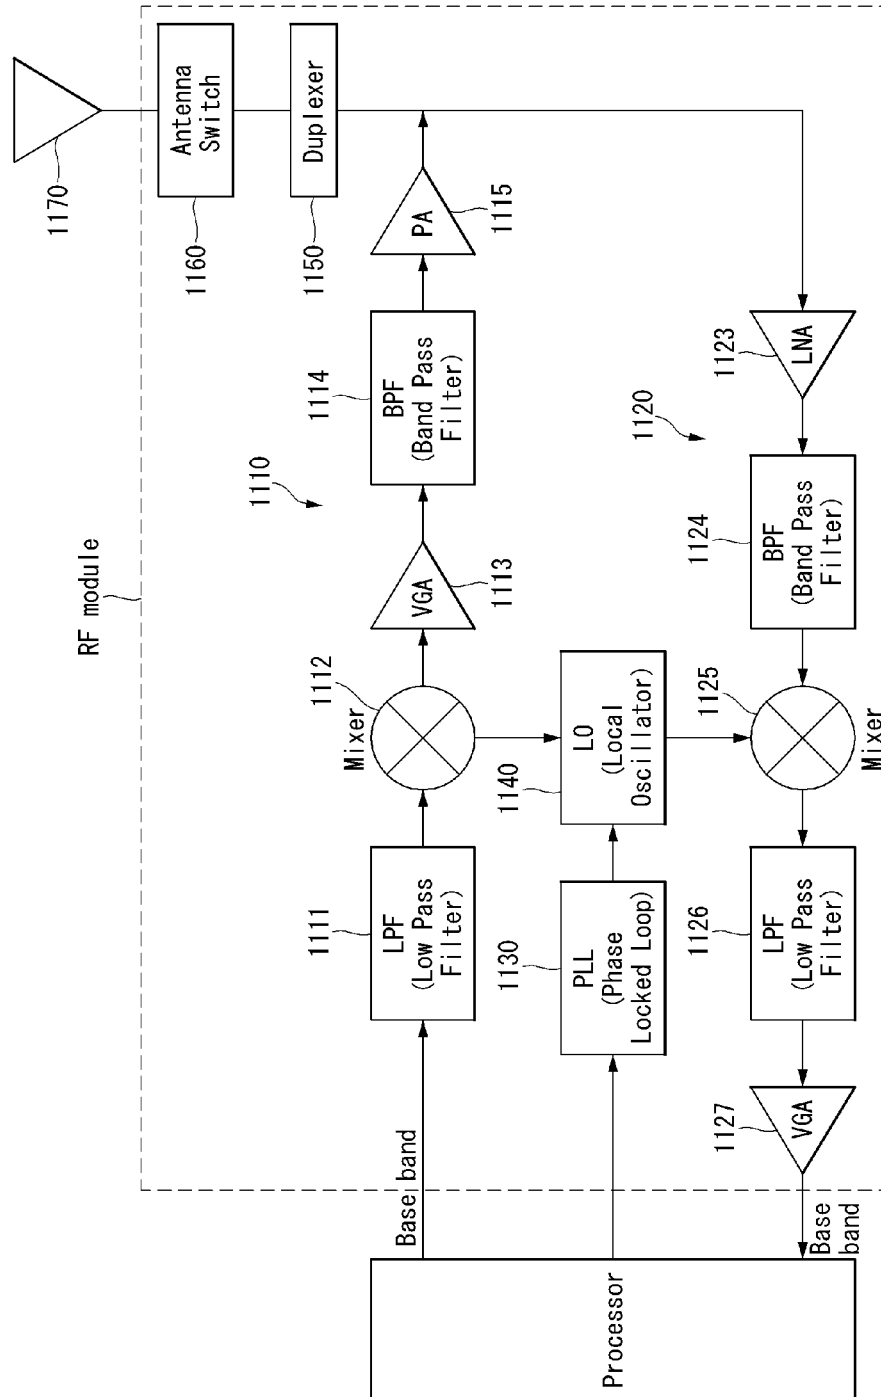 RF module
1170
Antenna
Switch
1160
Duplexer
1150
1110
Base band
LPF
(Low Pass
Filter)
1111
Mixer
1112
VGA
1113
BPF
(Band Pass
Filter)
1114
PA
1115
Processor
PLL
(Phase
Locked Loop)
1130
LO
(Local
Oscillator)
1140
1120
LNA
1123
BPF
(Band Pass
Filter)
1124
Mixer
1125
LPF
(Low Pass
Filter)
1126
VGA
1127
Base
band